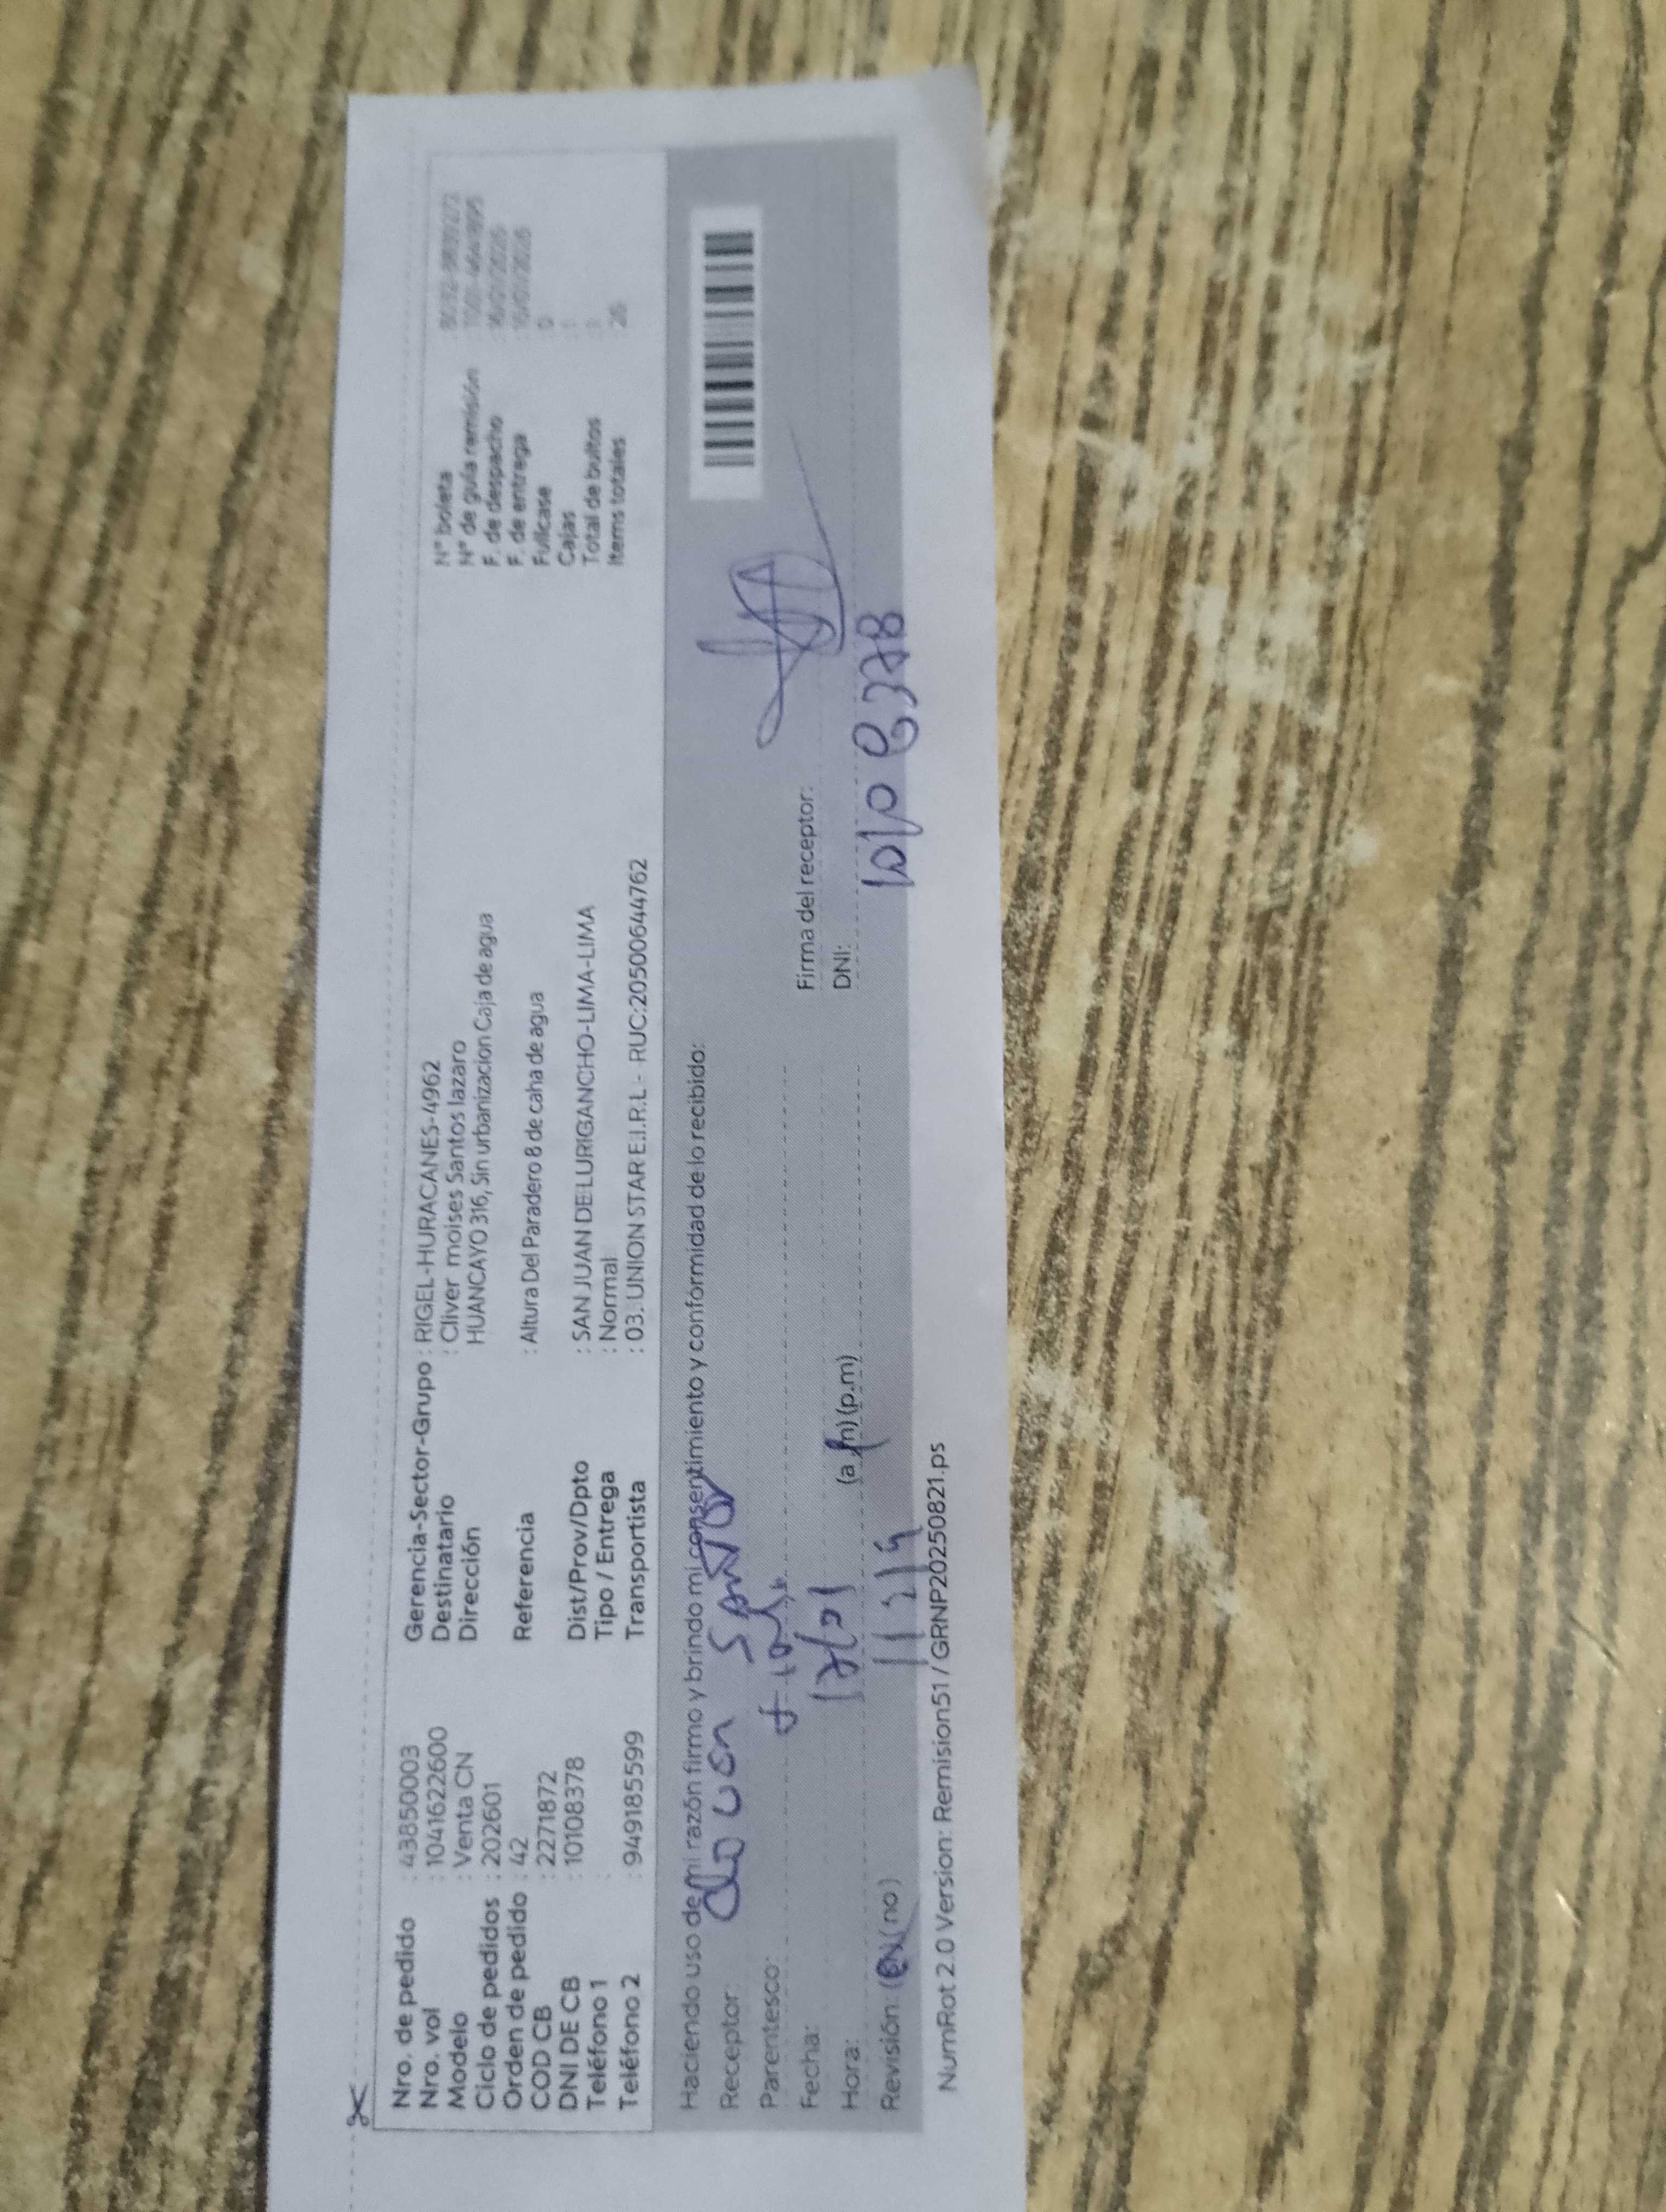 Nro. de pedido : 43850003
Nro. vol : 1041622600
Modelo : Venta CN
Ciclo de pedidos : 202601
Orden de pedido : 42
COD CB : 2271872
DNI DE CB : 10108378
Teléfono 1 :
Teléfono 2 : 949185599
Gerencia-Sector-Grupo : RIGEL-HURACANES-4962
Destinatario : Cliver moises Santos lazaro
Dirección HUANCAYO 316, Sin urbanizacion Caja de agua
Referencia : Altura Del Paradero 8 de caha de agua
Dist/Prov/Dpto : SAN JUAN DE LURIGANCHO-LIMA-LIMA
Tipo / Entrega : Normal
Transportista : 03. UNION STAR E.I.R.L - RUC:20500644762
N° boleta
N° de guía remisión
F. de despacho
F. de entrega
Fullcase : 0
Cajas
Total de bultos
Items totales : 26
Haciendo uso de mi razón firmo y brindo mi consentimiento y conformidad de lo recibido:
Receptor:
Parentesco:
Fecha:
Hora: (a.m) (p.m)
Revisión: (no)
Firma del receptor:
DNI: 10108378
NumRot 2.0 Version: Remision51 / GRNP20250821.ps